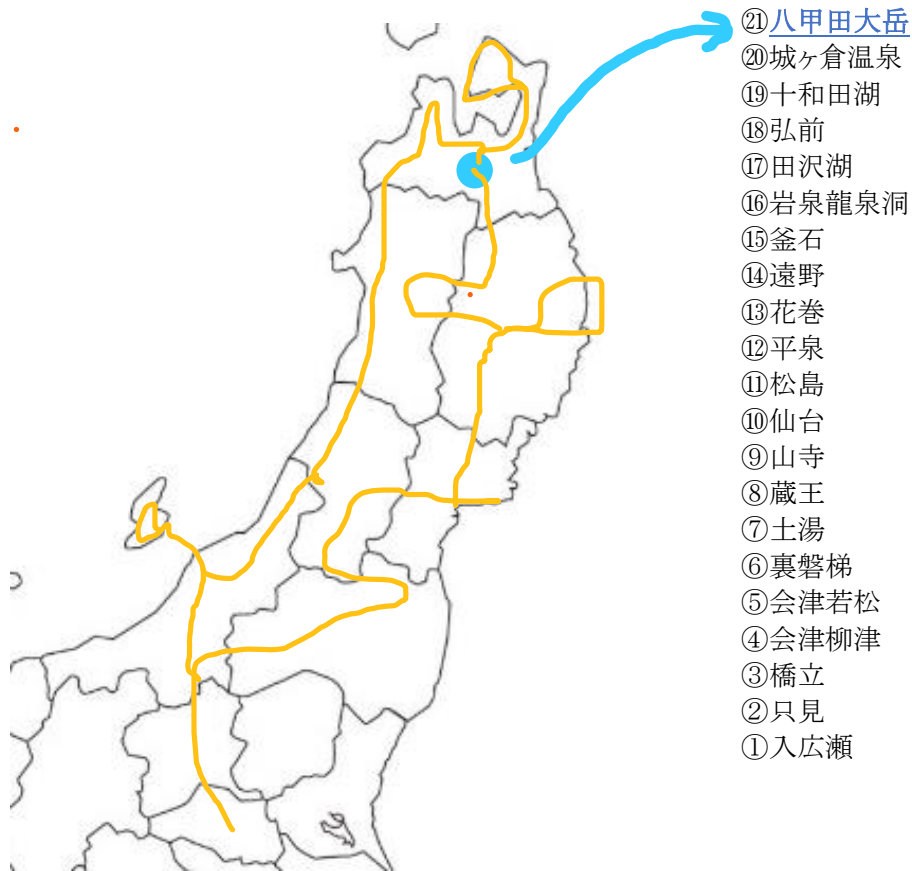 ㉑八甲田大岳
⑳城ヶ倉温泉
⑲十和田湖
⑱弘前
⑰田沢湖
⑯岩泉龍泉洞
⑮釜石
⑭遠野
⑬花巻
⑫平泉
⑪松島
⑩仙台
⑨山寺
⑧蔵王
⑦土湯
⑥裏磐梯
⑤会津若松
④会津柳津
③橋立
②只見
①入広瀬